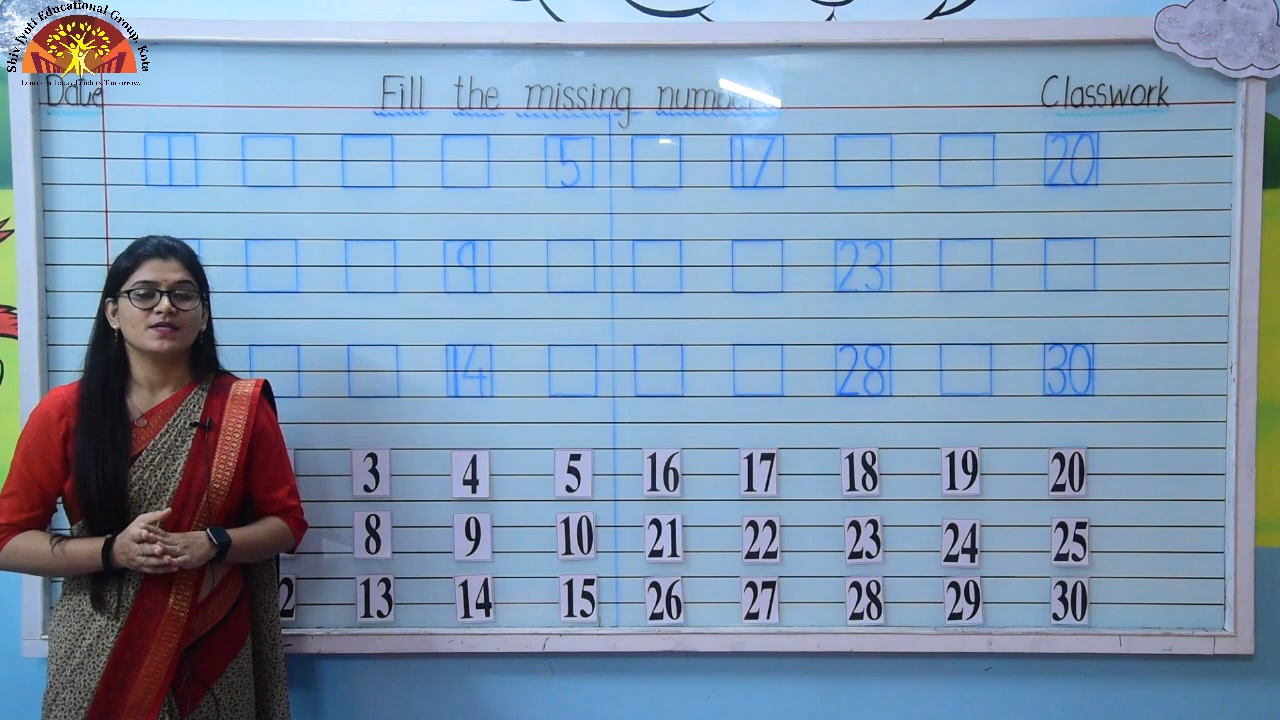 Shiv Jyoti Educational Group, Kota
Date Fill the missing number Classwork
1 5 17 20
9 23
14 28 30
3 4 5 16 17 18 19 20
8 9 10 21 22 23 24 25
2 13 14 15 26 27 28 29 30